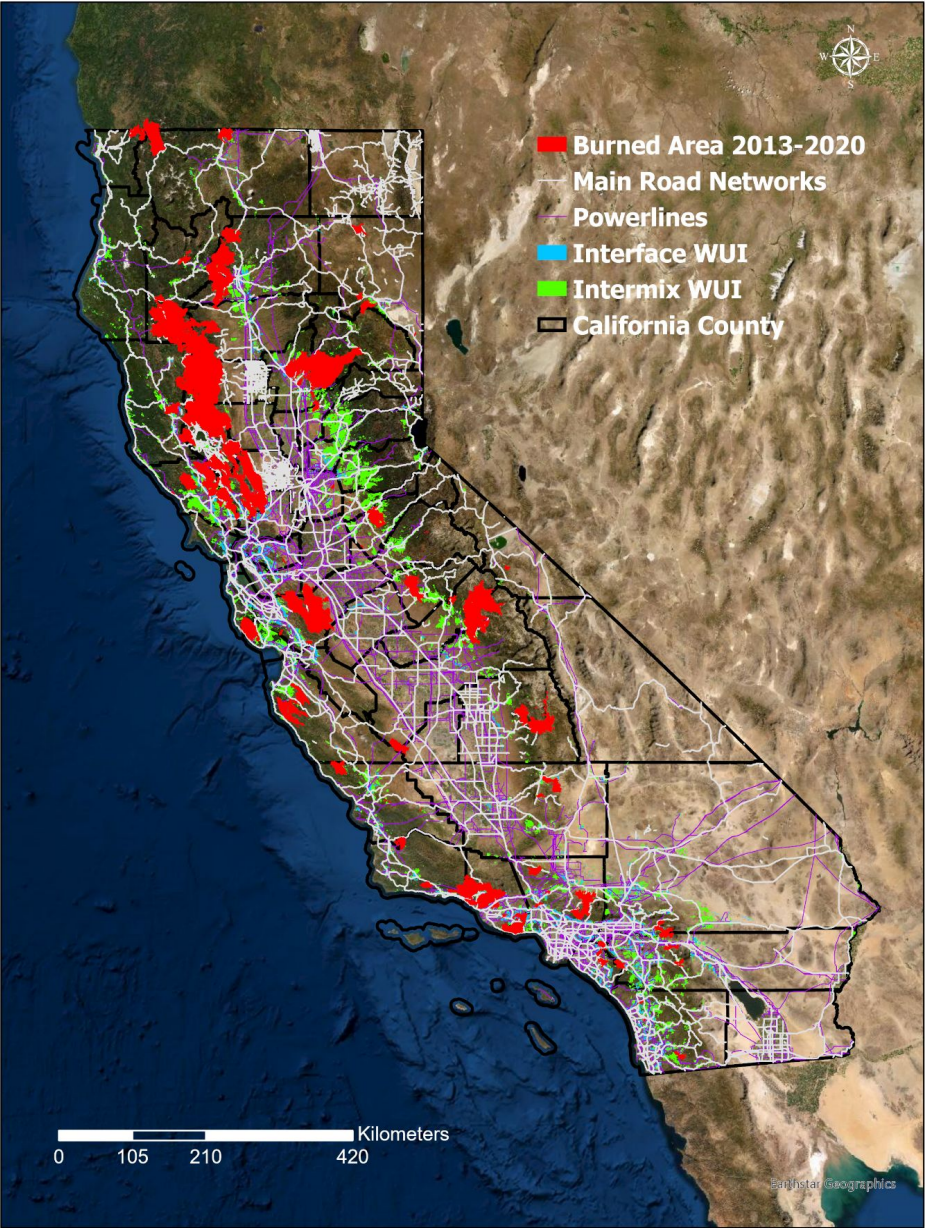 N
W E
S
Burned Area 2013-2020
Main Road Networks
Powerlines
Interface WUI
Intermix WUI
California County
Kilometers
0 105 210 420
Earthstar Geographics